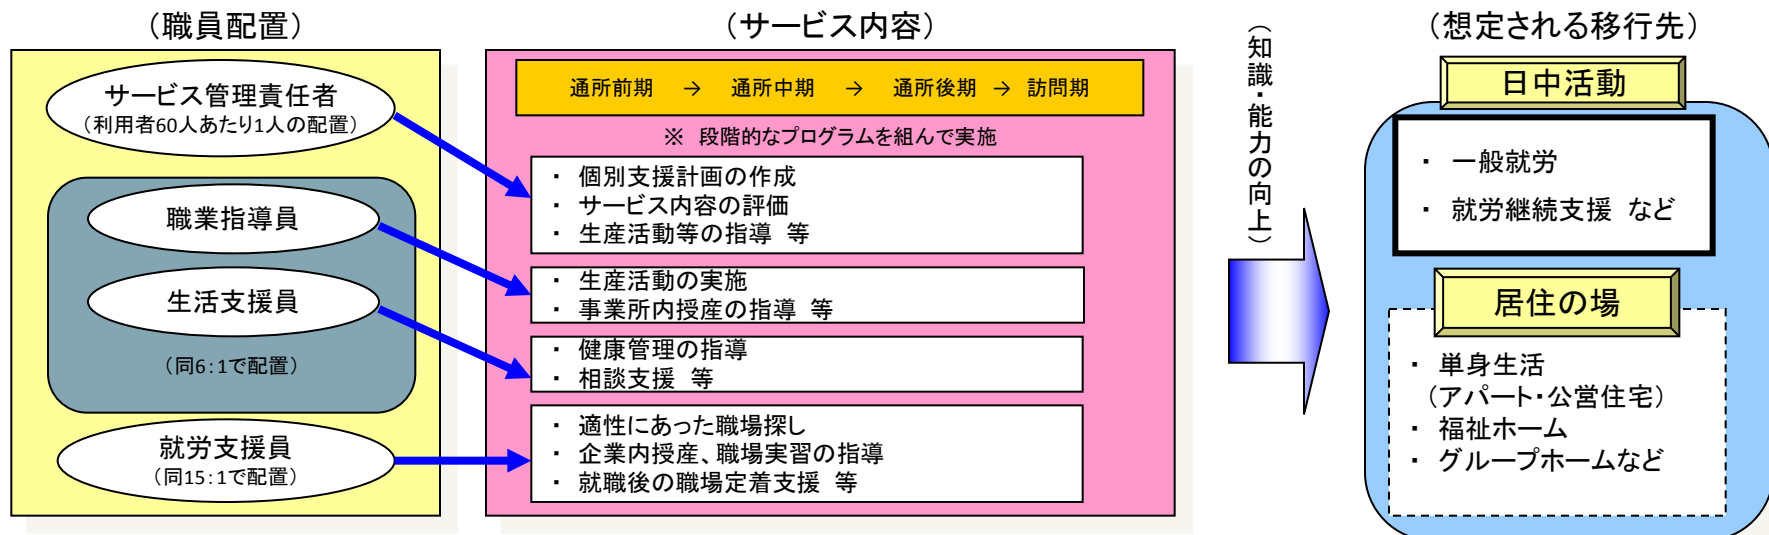 （職員配置）
サービス管理責任者
（利用者60人あたり1人の配置）
職業指導員
生活支援員
（同6：1で配置）
就労支援員
（同15：1で配置）
（サービス内容）
通所前期 → 通所中期 → 通所後期 → 訪問期
※ 段階的なプログラムを組んで実施
・ 個別支援計画の作成
・ サービス内容の評価
・ 生産活動等の指導 等
・ 生産活動の実施
・ 事業所内授産の指導 等
・ 健康管理の指導
・ 相談支援 等
・ 適性にあった職場探し
・ 企業内授産、職場実習の指導
・ 就職後の職場定着支援 等
（知識・能力の向上）
（想定される移行先）
日中活動
・ 一般就労
・ 就労継続支援 など
居住の場
・ 単身生活
（アパート・公営住宅）
・ 福祉ホーム
・ グループホームなど